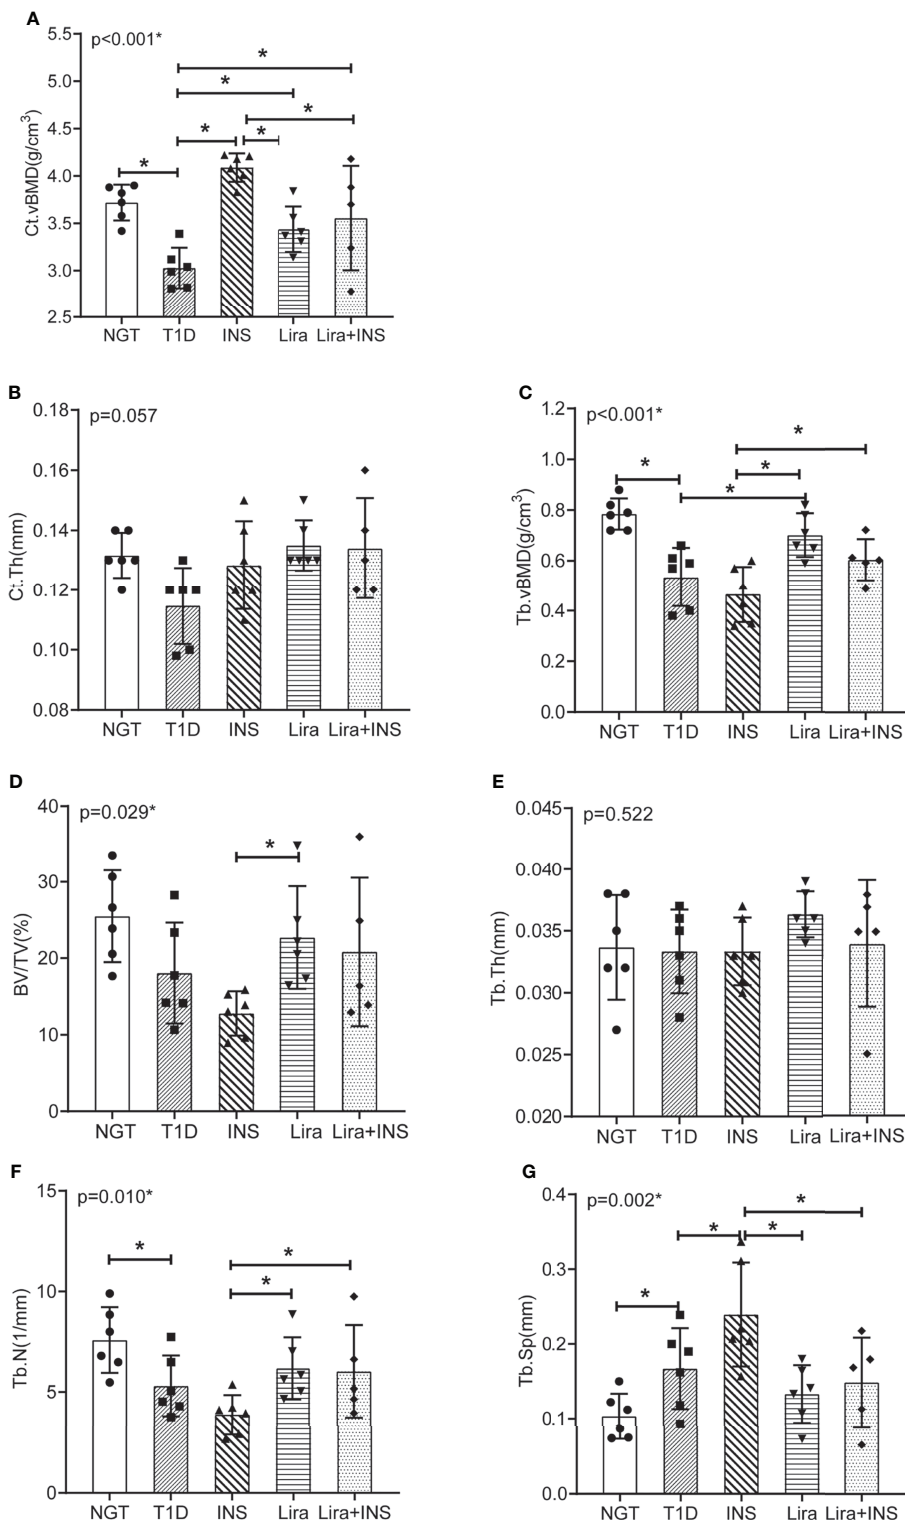 A
p<0.001*
Ct.vBMD(g/cm³)
5.5
5.0
4.5
4.0
3.5
3.0
2.5
* * * * * *
NGT T1D INS Lira Lira+INS
B
p=0.057
Ct.Th(mm)
0.18
0.16
0.14
0.12
0.10
0.08
NGT T1D INS Lira Lira+INS
C
p<0.001*
Tb.vBMD(g/cm³)
1.2
1.0
0.8
0.6
0.4
0.2
0.0
* * * *
NGT T1D INS Lira Lira+INS
D
p=0.029*
BV/TV(%)
40
30
20
10
0
*
NGT T1D INS Lira Lira+INS
E
p=0.522
Tb.Th(mm)
0.045
0.040
0.035
0.030
0.025
0.020
NGT T1D INS Lira Lira+INS
F
p=0.010*
Tb.N(1/mm)
15
10
5
0
* * *
NGT T1D INS Lira Lira+INS
G
p=0.002*
Tb.Sp(mm)
0.4
0.3
0.2
0.1
0.0
* * * *
NGT T1D INS Lira Lira+INS